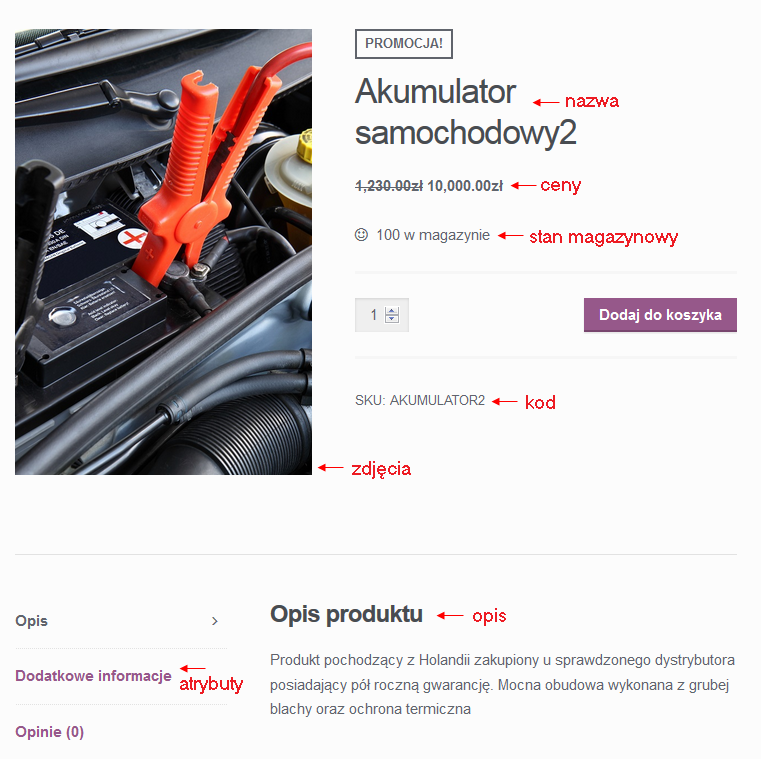 PROMOCJA!
Akumulator
samochodowy2
nazwa
1,230.00zł 10,000.00zł
ceny
100 w magazynie
stan magazynowy
1
Dodaj do koszyka
SKU: AKUMULATOR2
kod
zdjęcia
Opis
Dodatkowe informacje
atrybuty
Opinie (0)
Opis produktu
opis
Produkt pochodzący z Holandii zakupiony u sprawdzonego dystrybutora
posiadający pół roczną gwarancję. Mocna obudowa wykonana z grubej
blachy oraz ochrona termiczna